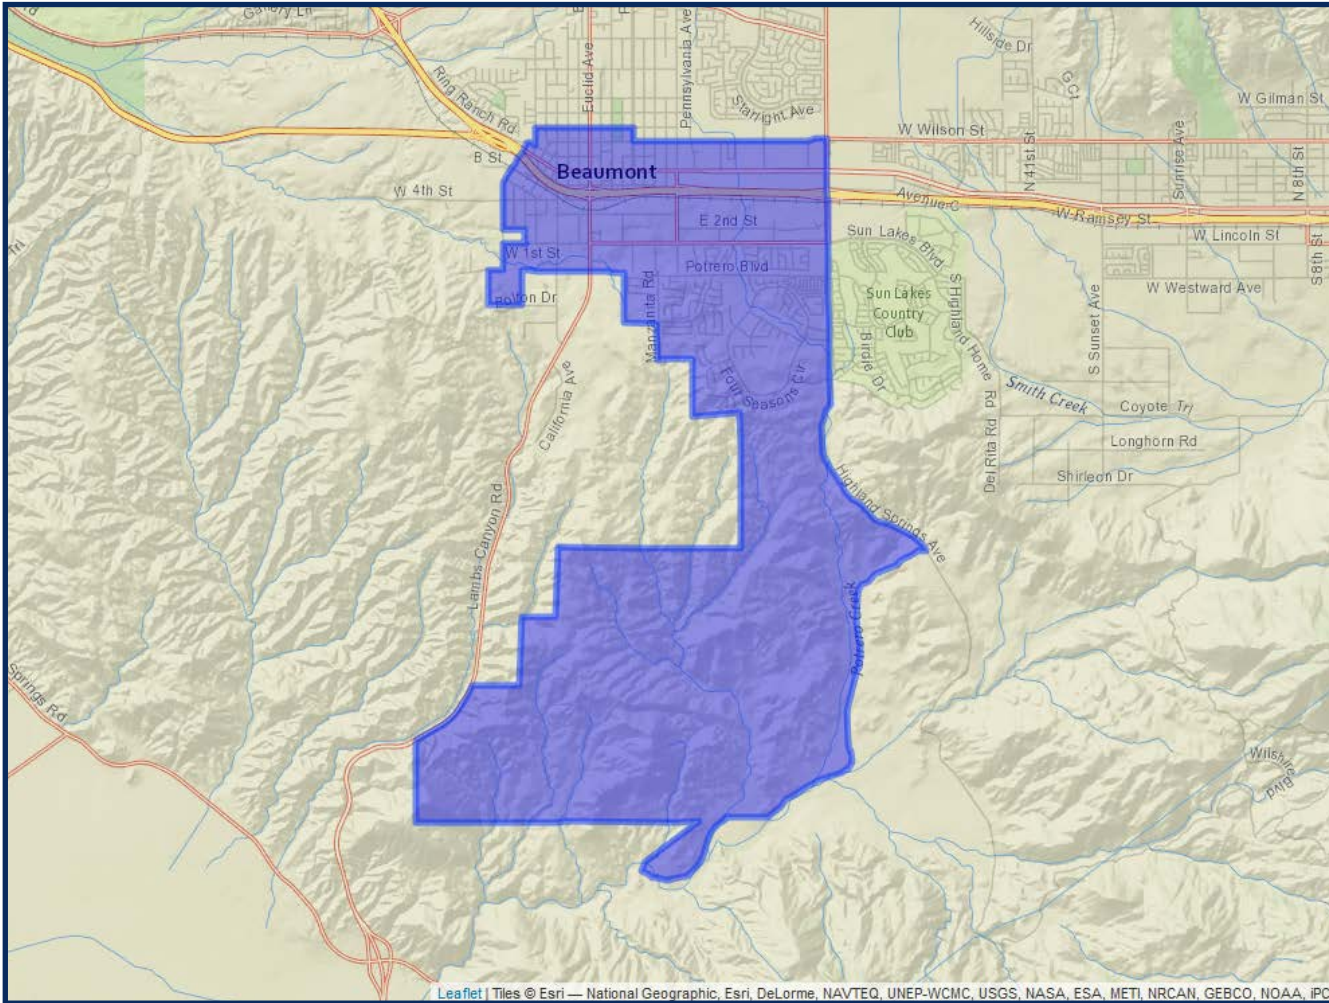 Gallery Ln
Euclid Ave
Pennsylvania Ave
Hillside Dr
G Ct
Ring Ranch Rd
Starlight Ave
W Gilman St
W Wilson St
N 41st St
Sunrise Ave
N 8th St
B St
Beaumont
W 4th St
Avenue C
W Ramsey St
E 2nd St
W Lincoln St
Sun Lakes Blvd
W 1st St
Potrero Blvd
S 8th St
S Highland Home Rd
W Westward Ave
Sun Lakes
Country
Club
S Sunset Ave
Manzanita Rd
Birdie Dr
Four Seasons Cir
California Ave
Smith Creek
Coyote Trl
Del Rita Rd
Longhorn Rd
Shirleon Dr
Highland Springs Ave
Lambs Canyon Rd
Potrero Creek
Springs Rd
Wilshire Blvd
Leaflet | Tiles © Esri — National Geographic, Esri, DeLorme, NAVTEQ, UNEP-WCMC, USGS, NASA, ESA, METI, NRCAN, GEBCO, NOAA, iPC